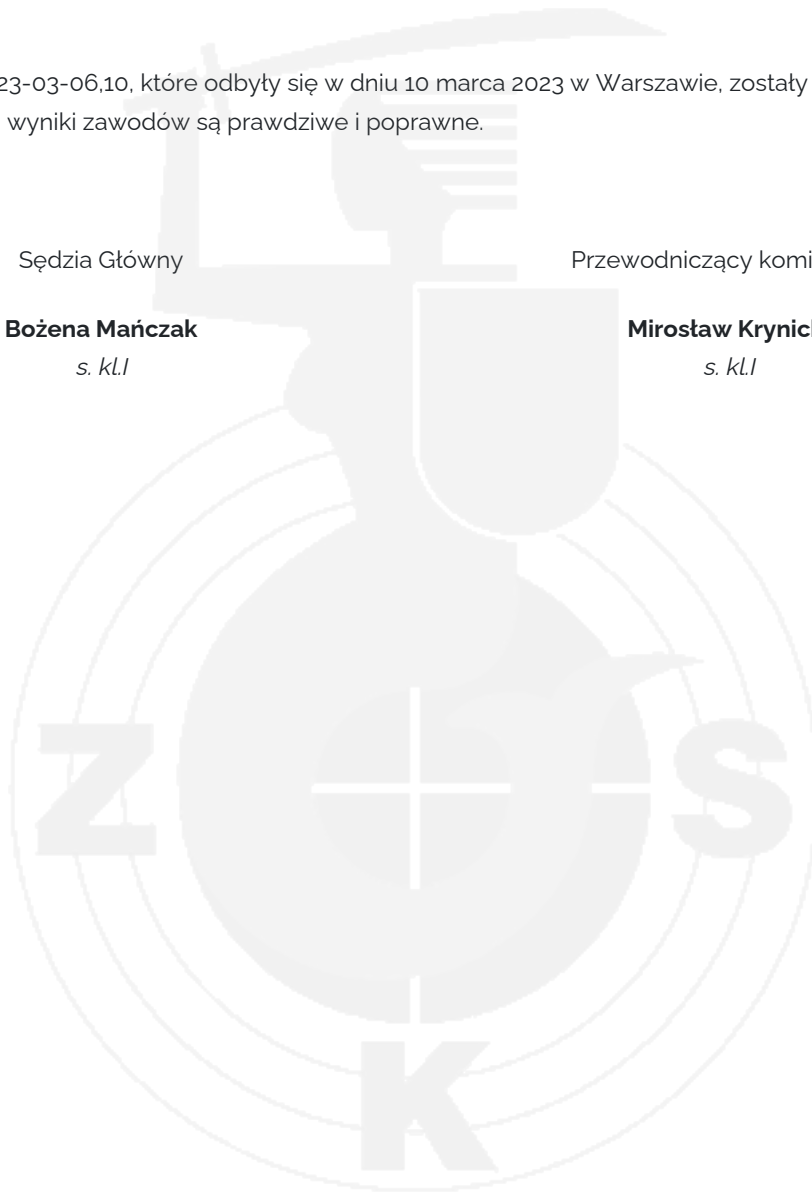 23-03-06,10, które odbyły się w dniu 10 marca 2023 w Warszawie, zostały
wyniki zawodów są prawdziwe i poprawne.
Sędzia Główny
Przewodniczący komi
Bożena Mańczak
Mirosław Krynic
s. kl.I
s. kl.I
Z
S
K